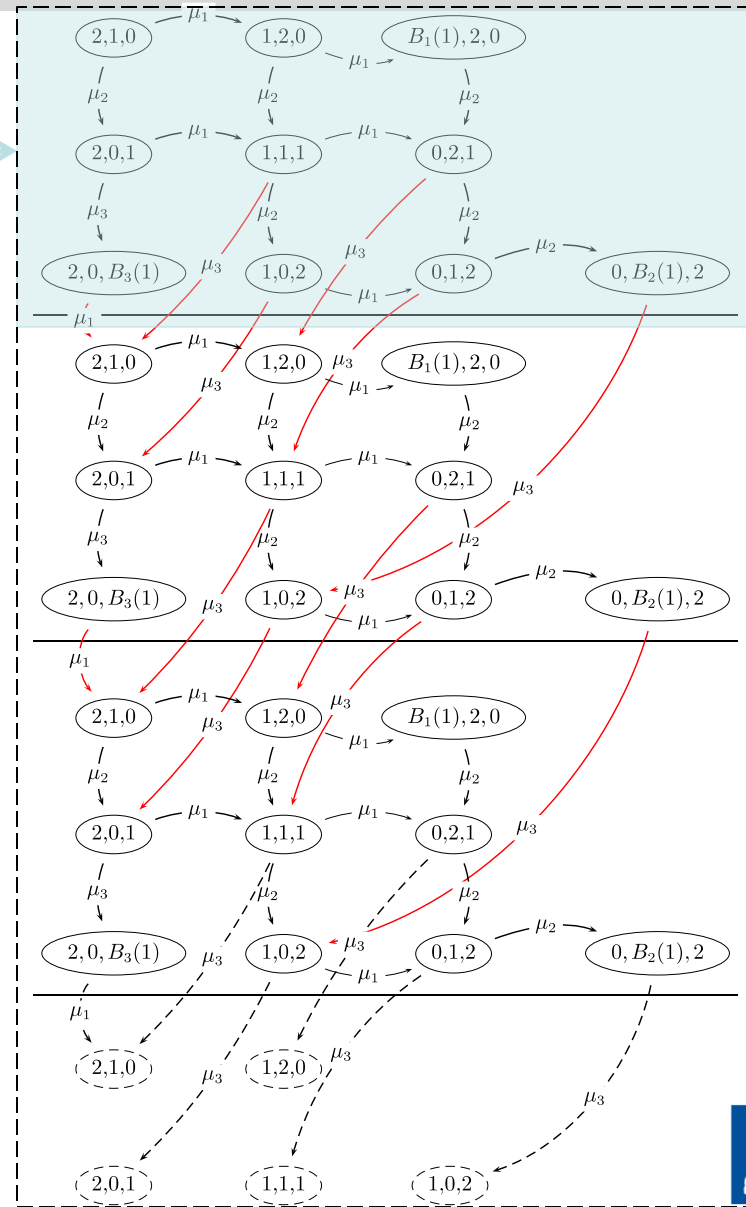 μ₁
2,1,0 1,2,0 B₁(1), 2, 0
μ₁
μ₂ μ₂ μ₂
μ₁ μ₁
2,0,1 1,1,1 0,2,1
μ₃ μ₂ μ₂
μ₃ μ₃ μ₂
2, 0, B₃(1) 1,0,2 0,1,2 0, B₂(1), 2
μ₁
μ₁
μ₁ μ₃
2,1,0 1,2,0 B₁(1), 2, 0
μ₃ μ₁
μ₂ μ₂ μ₂
μ₁ μ₁
2,0,1 1,1,1 0,2,1
μ₃
μ₃ μ₂ μ₂
μ₂
2, 0, B₃(1) 1,0,2 μ₃ 0,1,2 0, B₂(1), 2
μ₃ μ₁
μ₁
μ₁ μ₃
2,1,0 1,2,0 B₁(1), 2, 0
μ₃ μ₁
μ₂ μ₂ μ₂
μ₁ μ₁ μ₃
2,0,1 1,1,1 0,2,1
μ₃ μ₂ μ₂
μ₂
2, 0, B₃(1) μ₃ 1,0,2 μ₃ 0,1,2 0, B₂(1), 2
μ₁
μ₁
μ₃
2,1,0 1,2,0
μ₃
μ₃
2,0,1 1,1,1 1,0,2